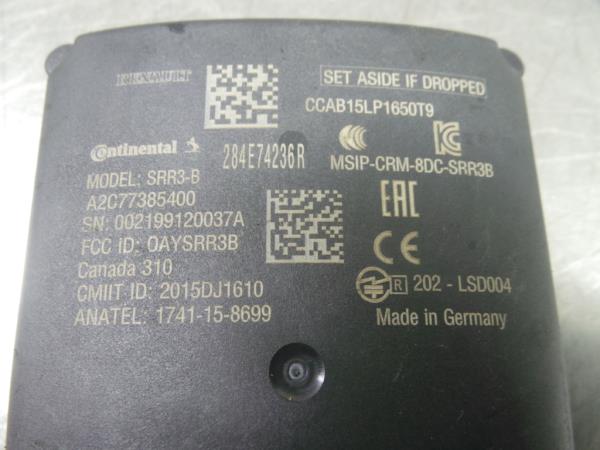 RENAULT
SET ASIDE IF DROPPED
CCAB15LP1650T9
Continental
284E74236R
MSIP-CRM-8DC-SRR3B
MODEL: SRR3-B
A2C77385400
SN: 002199120037A
FCC ID: OAYSRR3B
Canada 310
CMIIT ID: 2015DJ1610
ANATEL: 1741-15-8699
EAC
CE
R 202 - LSD004
Made in Germany